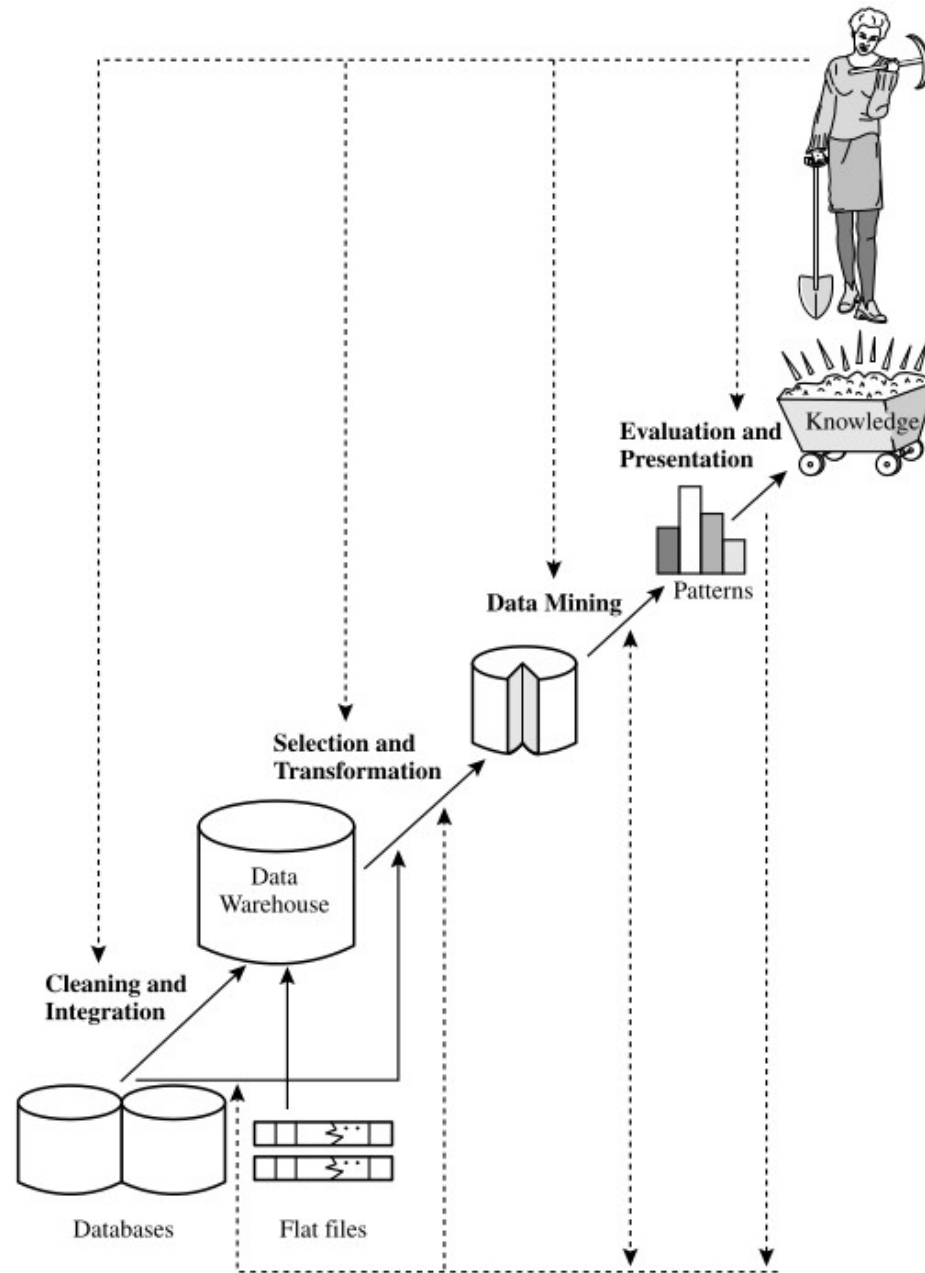 Knowledge
Evaluation and
Presentation
Patterns
Data Mining
Selection and
Transformation
Data
Warehouse
Cleaning and
Integration
Databases
Flat files